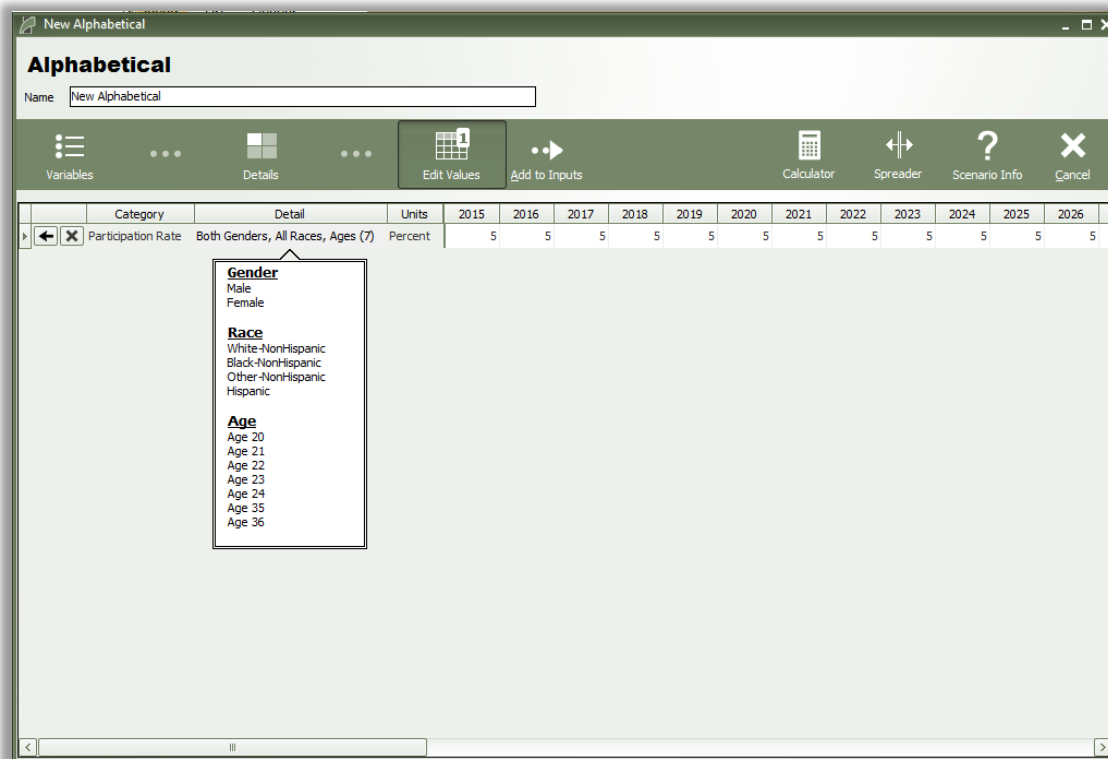 New Alphabetical
Alphabetical
Name New Alphabetical
Variables Details Edit Values Add to Inputs Calculator Spreader Scenario Info Cancel
1
Category Detail Units 2015 2016 2017 2018 2019 2020 2021 2022 2023 2024 2025 2026
Participation Rate Both Genders, All Races, Ages (7) Percent 5 5 5 5 5 5 5 5 5 5 5 5
Gender
Male
Female
Race
White-NonHispanic
Black-NonHispanic
Other-NonHispanic
Hispanic
Age
Age 20
Age 21
Age 22
Age 23
Age 24
Age 35
Age 36